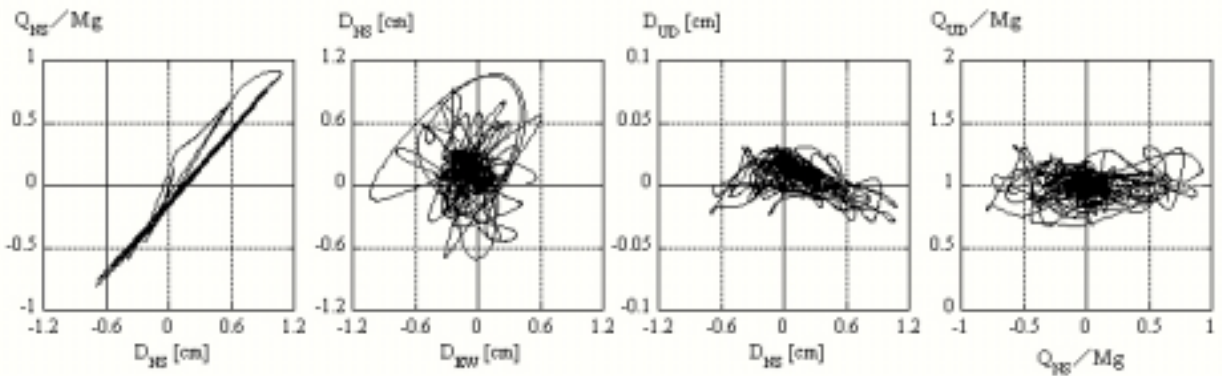 Q_NS／Mg
D_NS [cm]
D_UD [cm]
Q_UD／Mg
1
0.5
0
-0.5
-1
-1.2 -0.6 0 0.6 1.2
D_NS [cm]
1.2
0.6
0
-0.6
-1.2
-1.2 -0.6 0 0.6 1.2
D_EW [cm]
0.1
0.05
0
-0.05
-0.1
-1.2 -0.6 0 0.6 1.2
D_NS [cm]
2
1.5
1
0.5
0
-1 -0.5 0 0.5 1
Q_NS／Mg